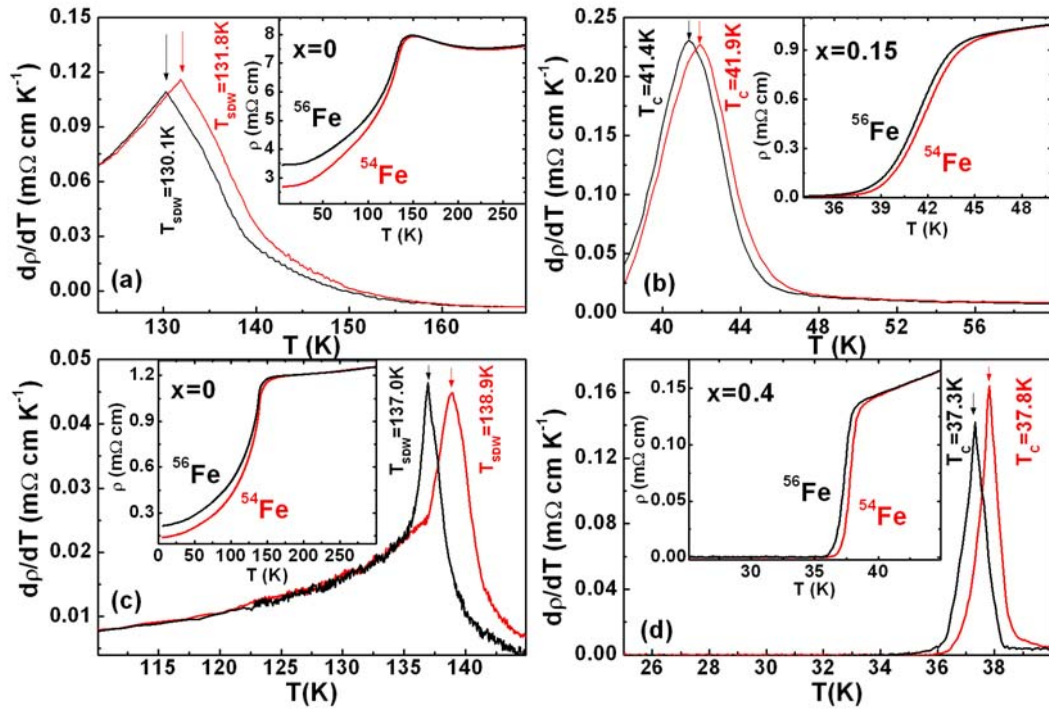 0.15
0.12
0.09
0.06
0.03
0.00
dρ/dT (mΩ cm K⁻¹)
130
140
150
160
T (K)
(a)
T_SDW=130.1K
T_SDW=131.8K
x=0
⁵⁶Fe
⁵⁴Fe
8
7
6
5
4
3
ρ (mΩ cm)
50
100
150
200
250
T (K)
0.25
0.20
0.15
0.10
0.05
0.00
dρ/dT (mΩ cm K⁻¹)
40
44
48
52
56
T (K)
(b)
T_C=41.4K
T_C=41.9K
x=0.15
⁵⁶Fe
⁵⁴Fe
0.9
0.6
0.3
0.0
ρ (mΩ cm)
36
39
42
45
48
T (K)
0.05
0.04
0.03
0.02
0.01
dρ/dT (mΩ cm K⁻¹)
115
120
125
130
135
140
T(K)
(c)
T_SDW=137.0K
T_SDW=138.9K
x=0
⁵⁶Fe
⁵⁴Fe
1.2
0.9
0.6
0.3
ρ (mΩ cm)
0
50
100
150
200
250
T (K)
0.16
0.12
0.08
0.04
0.00
dρ/dT (mΩ cm K⁻¹)
26
28
30
32
34
36
38
T(K)
(d)
T_C=37.3K
T_C=37.8K
x=0.4
⁵⁶Fe
⁵⁴Fe
0.15
0.10
0.05
0.00
ρ (mΩ cm)
30
35
40
T (K)